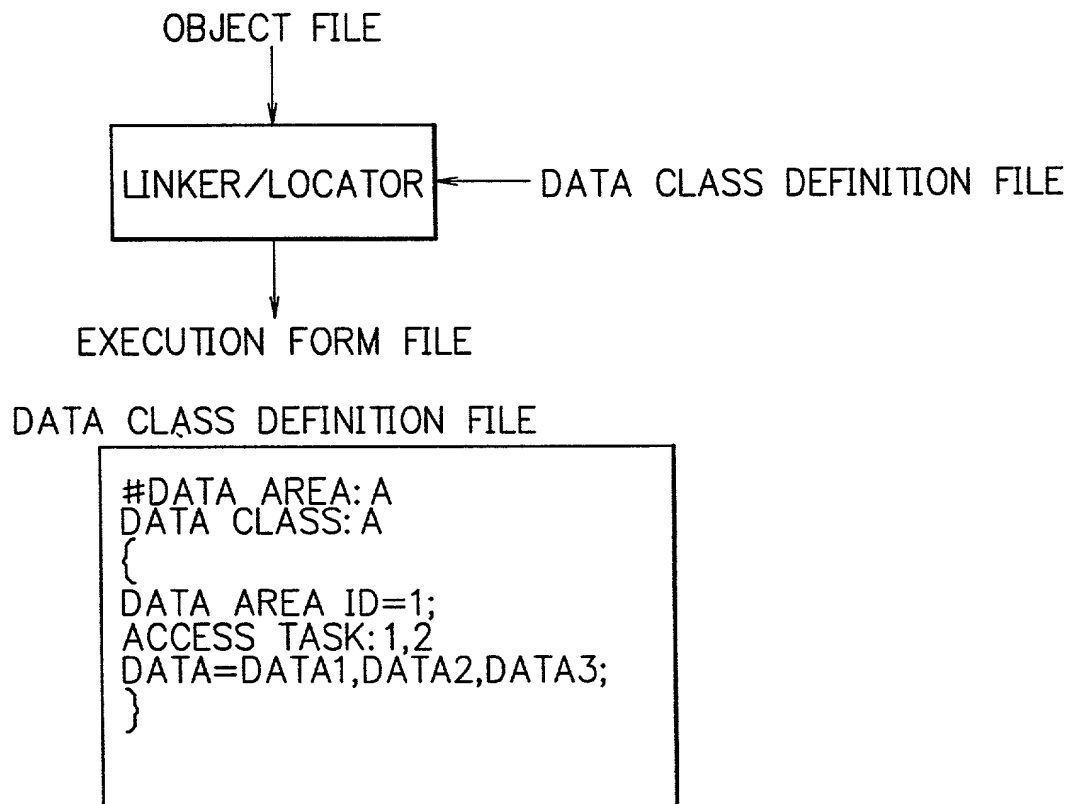 OBJECT FILE
LINKER/LOCATOR
DATA CLASS DEFINITION FILE
EXECUTION FORM FILE
DATA CLASS DEFINITION FILE
#DATA AREA:A
DATA CLASS:A
{
DATA AREA ID=1;
ACCESS TASK:1,2
DATA=DATA1,DATA2,DATA3;
}